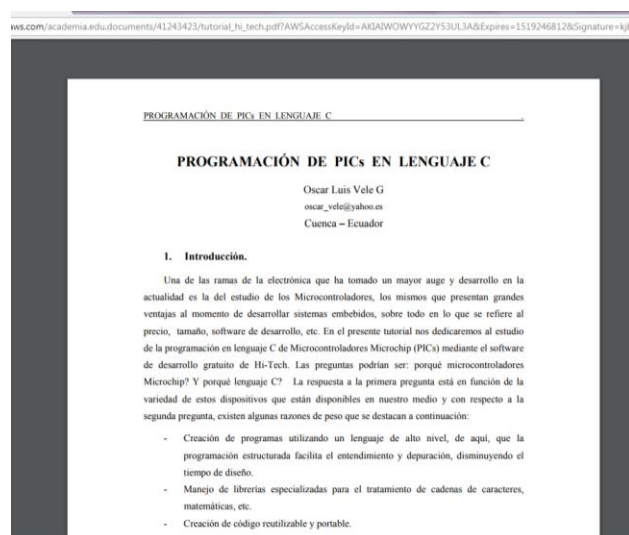 aws.com/academia.edu.documents/41243423/tutorial_hi_tech.pdf?AWSAccessKeyId=AKIAIWOWYYGZ2Y53UL3A&Expires=1519246812&Signature=kjl
PROGRAMACIÓN DE PICs EN LENGUAJE C .
PROGRAMACIÓN DE PICs EN LENGUAJE C
Oscar Luis Vele G
oscar_vele@yahoo.es
Cuenca – Ecuador
1. Introducción.
Una de las ramas de la electrónica que ha tomado un mayor auge y desarrollo en la
actualidad es la del estudio de los Microcontroladores, los mismos que presentan grandes
ventajas al momento de desarrollar sistemas embebidos, sobre todo en lo que se refiere al
precio, tamaño, software de desarrollo, etc. En el presente tutorial nos dedicaremos al estudio
de la programación en lenguaje C de Microcontroladores Microchip (PICs) mediante el software
de desarrollo gratuito de Hi-Tech. Las preguntas podrían ser: porqué microcontroladores
Microchip? Y porqué lenguaje C? La respuesta a la primera pregunta está en función de la
variedad de estos dispositivos que están disponibles en nuestro medio y con respecto a la
segunda pregunta, existen algunas razones de peso que se destacan a continuación:
- Creación de programas utilizando un lenguaje de alto nivel, de aquí, que la
programación estructurada facilita el entendimiento y depuración, disminuyendo el
tiempo de diseño.
- Manejo de librerías especializadas para el tratamiento de cadenas de caracteres,
matemáticas, etc.
- Creación de código reutilizable y portable.